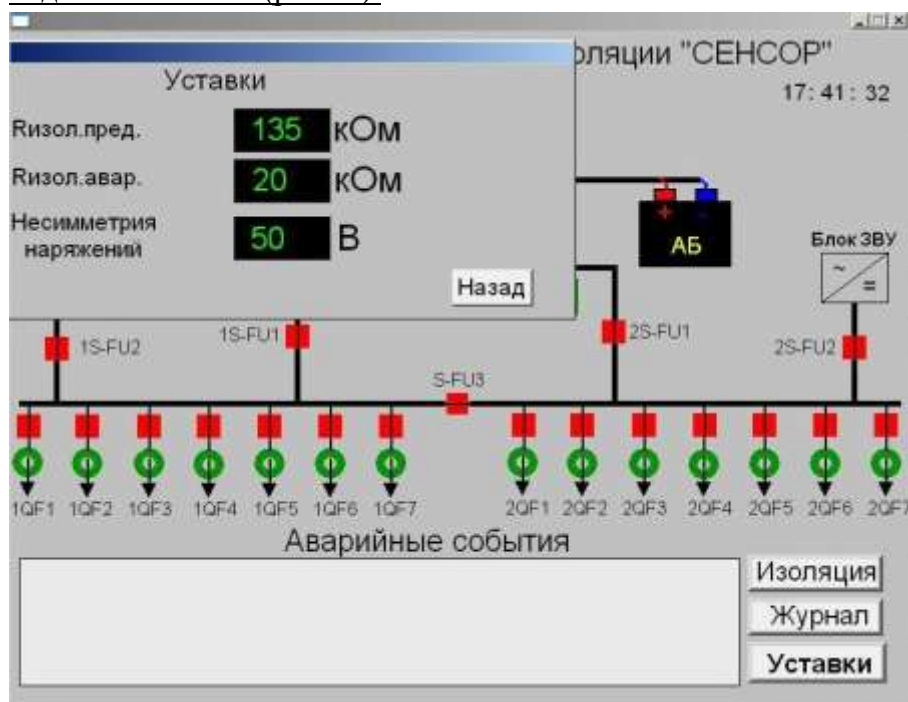 оляции "СЕНСОР"
17:41:32
Уставки
Rизол.пред. 135 кОм
Rизол.авар. 20 кОм
Несимметрия
наряжений 50 В
Назад
+ -
АБ
Блок ЗВУ
~
=
1S-FU2 1S-FU1 2S-FU1 2S-FU2
S-FU3
1QF1 1QF2 1QF3 1QF4 1QF5 1QF6 1QF7 2QF1 2QF2 2QF3 2QF4 2QF5 2QF6 2QF7
Аварийные события
Изоляция
Журнал
Уставки